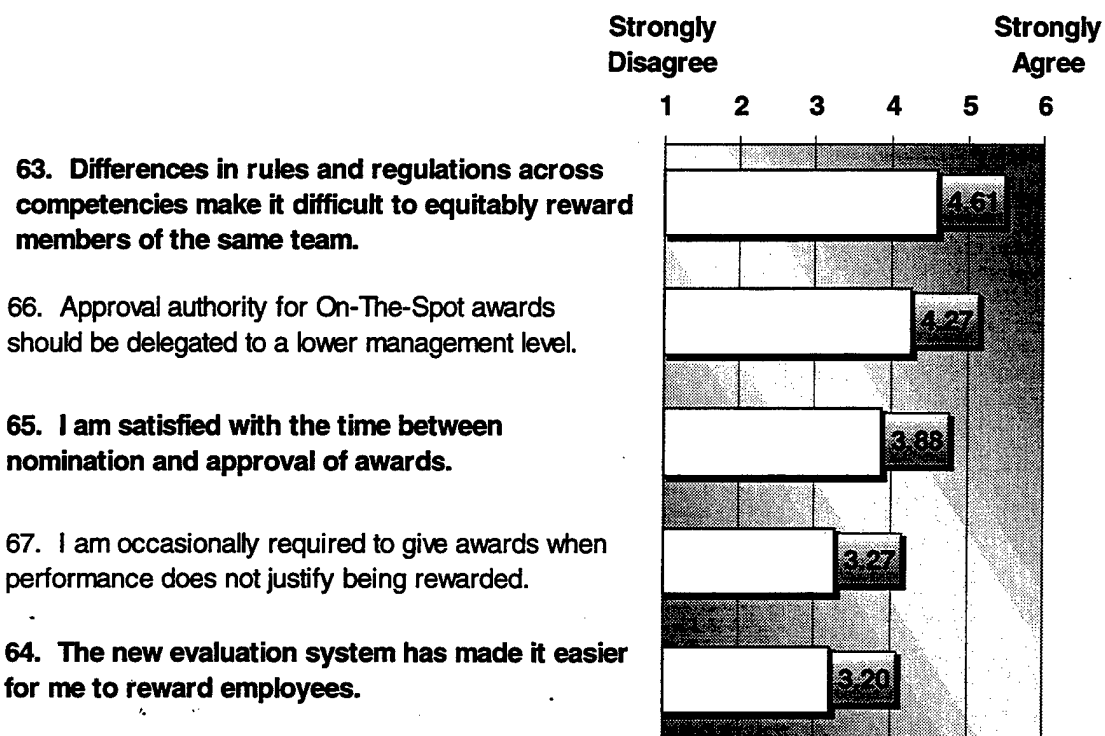 Strongly Strongly
Disagree Agree
1 2 3 4 5 6
63. Differences in rules and regulations across
competencies make it difficult to equitably reward
members of the same team.
4.61
66. Approval authority for On-The-Spot awards
should be delegated to a lower management level.
4.27
65. I am satisfied with the time between
nomination and approval of awards.
3.88
67. I am occasionally required to give awards when
performance does not justify being rewarded.
3.27
64. The new evaluation system has made it easier
for me to reward employees.
3.20